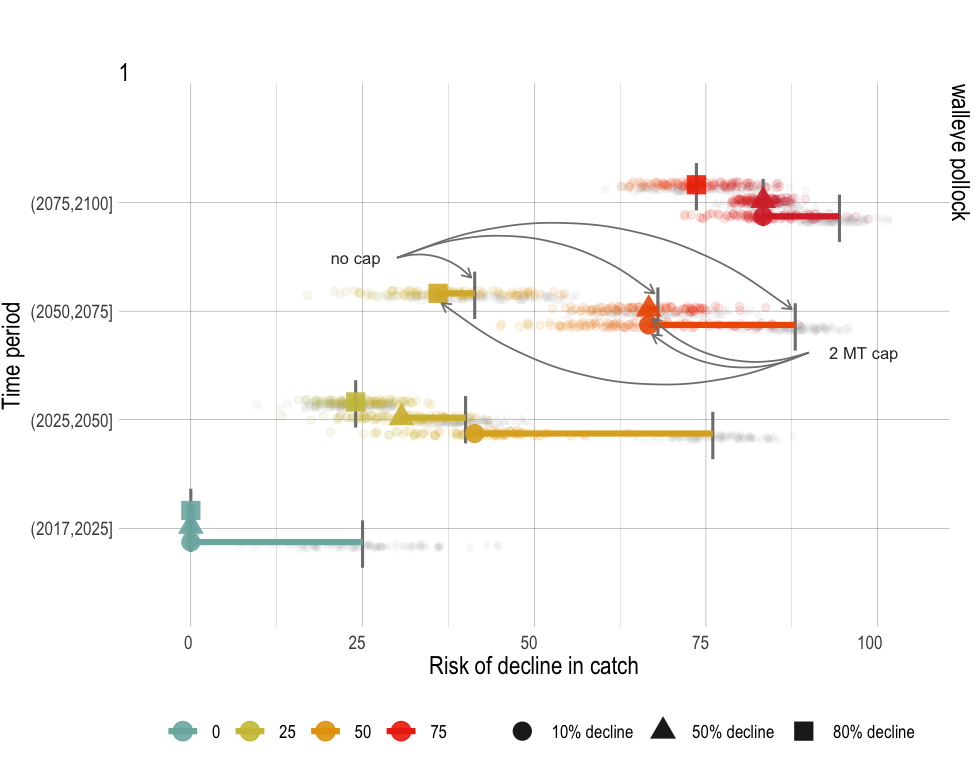 1
walleye pollock
(2075,2100]
no cap
(2050,2075]
2 MT cap
Time period
(2025,2050]
(2017,2025]
0 25 50 75 100
Risk of decline in catch
0 25 50 75 10% decline 50% decline 80% decline